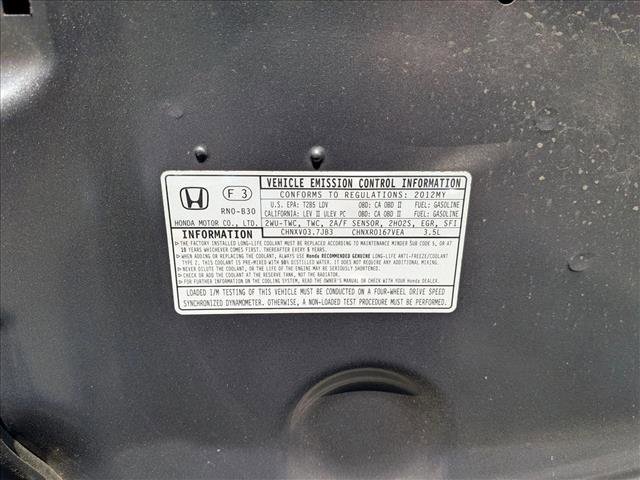 F 3
RN0-B30
HONDA MOTOR CO., LTD.
VEHICLE EMISSION CONTROL INFORMATION
CONFORMS TO REGULATIONS: 2012MY
U.S. EPA: T2B5 LDV OBD: CA OBD II FUEL: GASOLINE
CALIFORNIA: LEV II ULEV PC OBD: CA OBD II FUEL: GASOLINE
2WU-TWC, TWC, 2A/F SENSOR, 2HO2S, EGR, SFI
INFORMATION CHNXV03.7JB3 CHNXR0167VEA 3.5L
▷THE FACTORY INSTALLED LONG-LIFE COOLANT MUST BE REPLACED ACCORDING TO MAINTENANCE MINDER SUB CODE 5, OR AT
10 YEARS WHICHEVER COMES FIRST. THEREAFTER EVERY 5 YEARS.
▷WHEN ADDING OR REPLACING THE COOLANT, ALWAYS USE Honda RECOMMENDED GENUINE LONG-LIFE ANTI-FREEZE/COOLANT
TYPE 2. THIS COOLANT IS PRE-MIXED WITH 50% DISTILLED WATER. IT DOES NOT REQUIRE ANY ADDITIONAL MIXING.
▷NEVER DILUTE THE COOLANT, OR THE LIFE OF THE ENGINE MAY BE SERIOUSLY SHORTENED.
▷CHECK OR ADD THE COOLANT AT THE RESERVE TANK, NOT THE RADIATOR.
▷FOR FURTHER INFORMATION ON THE COOLING SYSTEM, READ THE OWNER'S MANUAL OR CHECK WITH YOUR Honda DEALER.
LOADED I/M TESTING OF THIS VEHICLE MUST BE CONDUCTED ON A FOUR-WHEEL DRIVE SPEED
SYNCHRONIZED DYNAMOMETER. OTHERWISE, A NON-LOADED TEST PROCEDURE MUST BE PERFORMED.